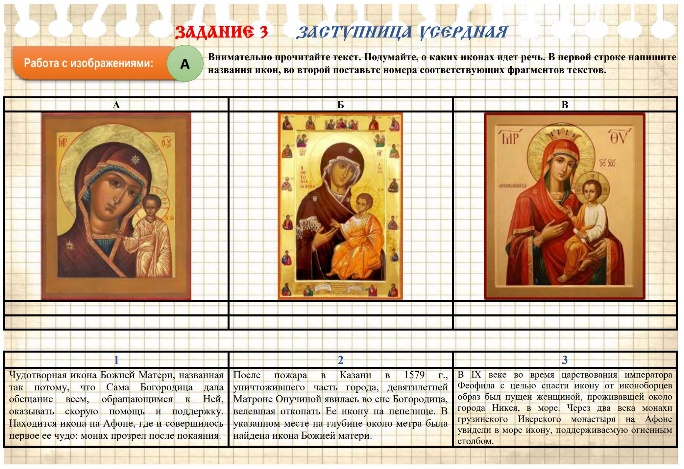 ЗАДАНИЕ 3 ЗАСТУПНИЦА УСЕРДНАЯ
Работа с изображениями:
А
Внимательно прочитайте текст. Подумайте, о каких иконах идет речь. В первой строке напишите
названия икон, во второй поставьте номера соответствующих фрагментов текстов.
А Б В
1 2 3
Чудотворная икона Божией Матери, названная
так потому, что Сама Богородица дала
обещание всем, обращающимся к Ней,
оказывать скорую помощь и поддержку.
Находится икона на Афоне, где и совершилось
первое ее чудо: монах прозрел после покаяния.
После пожара в Казани в 1579 г.,
уничтожившего часть города, девятилетней
Матроне Онучиной явилась во сне Богородица,
велевшая откопать Ее икону на пепелище. В
указанном месте на глубине около метра была
найдена икона Божией матери.
В IX веке во время царствования императора
Феофила с целью спасти икону от иконоборцев
образ был пущен женщиной, проживавшей около
города Никея, в море. Через два века монахи
грузинского Иверского монастыря на Афоне
увидели в море икону, поддерживаемую огненным
столбом.